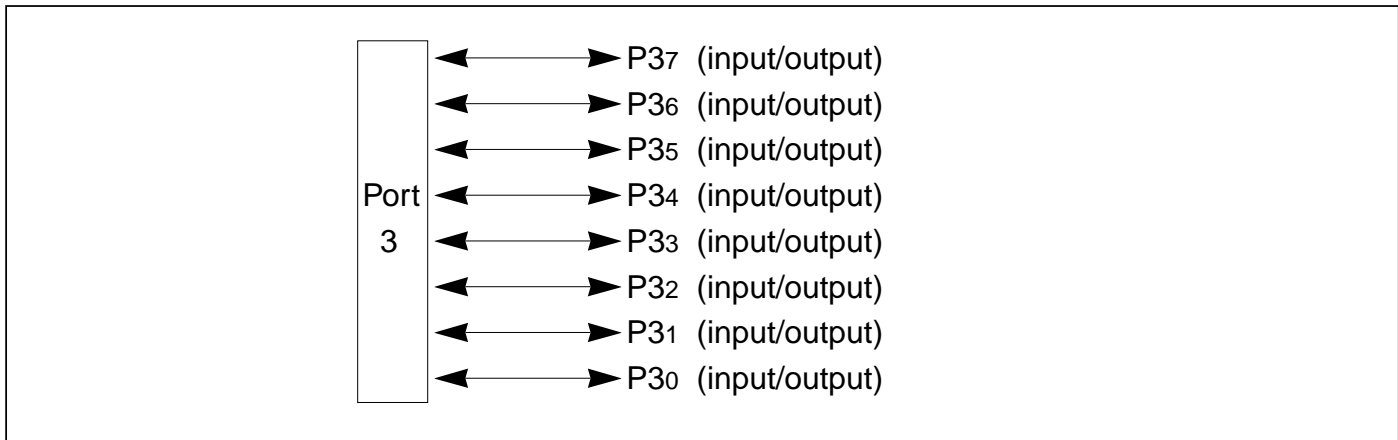 P37 (input/output)
P36 (input/output)
P35 (input/output)
Port
3
P34 (input/output)
P33 (input/output)
P32 (input/output)
P31 (input/output)
P30 (input/output)